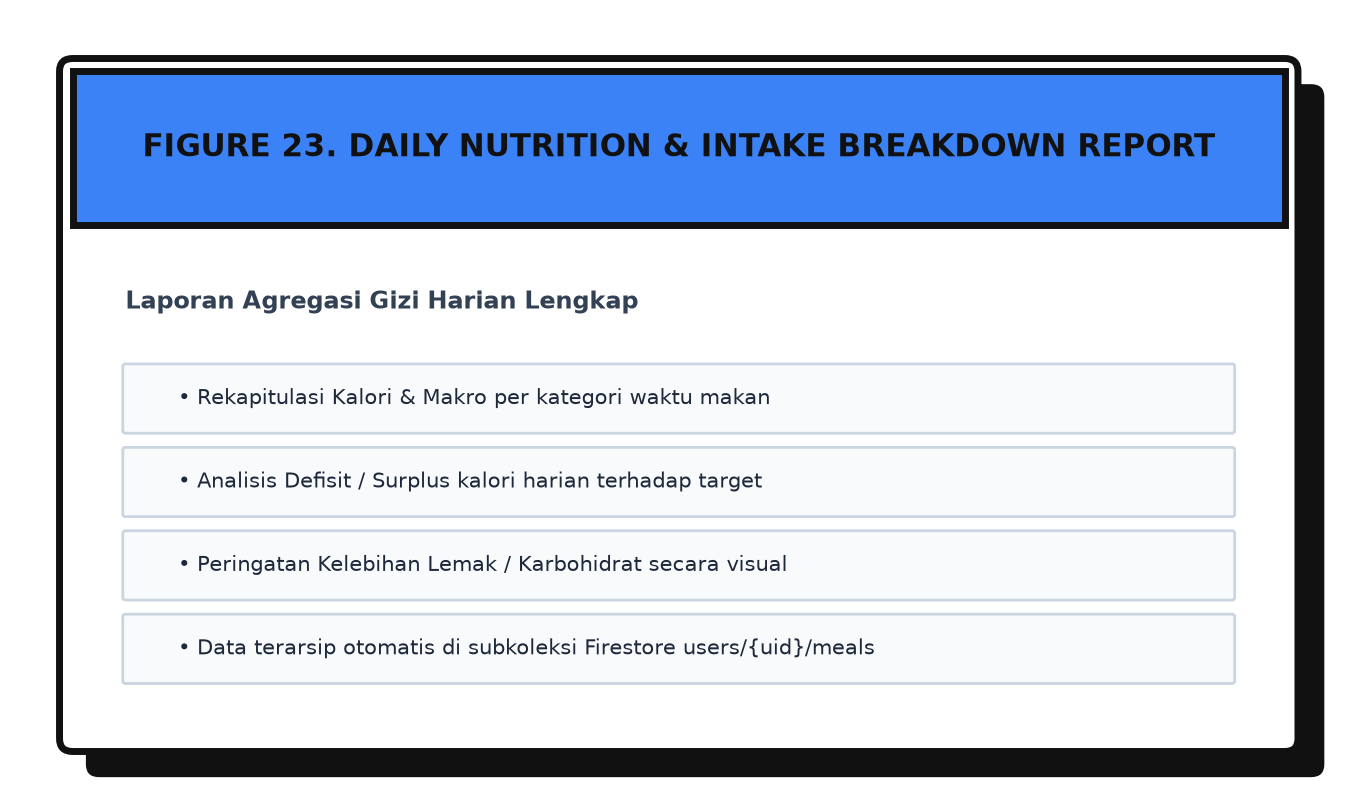 FIGURE 23. DAILY NUTRITION & INTAKE BREAKDOWN REPORT
Laporan Agregasi Gizi Harian Lengkap
• Rekapitulasi Kalori & Makro per kategori waktu makan
• Analisis Defisit / Surplus kalori harian terhadap target
• Peringatan Kelebihan Lemak / Karbohidrat secara visual
• Data terarsip otomatis di subkoleksi Firestore users/{uid}/meals